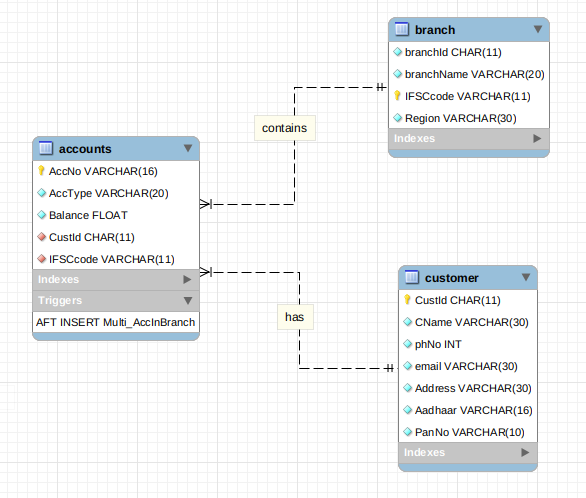 branch
branchId CHAR(11)
branchName VARCHAR(20)
IFSCcode VARCHAR(11)
Region VARCHAR(30)
Indexes
contains
accounts
AccNo VARCHAR(16)
AccType VARCHAR(20)
Balance FLOAT
CustId CHAR(11)
IFSCcode VARCHAR(11)
Indexes
Triggers
AFT INSERT Multi_AccInBranch
has
customer
CustId CHAR(11)
CName VARCHAR(30)
phNo INT
email VARCHAR(30)
Address VARCHAR(30)
Aadhaar VARCHAR(16)
PanNo VARCHAR(10)
Indexes